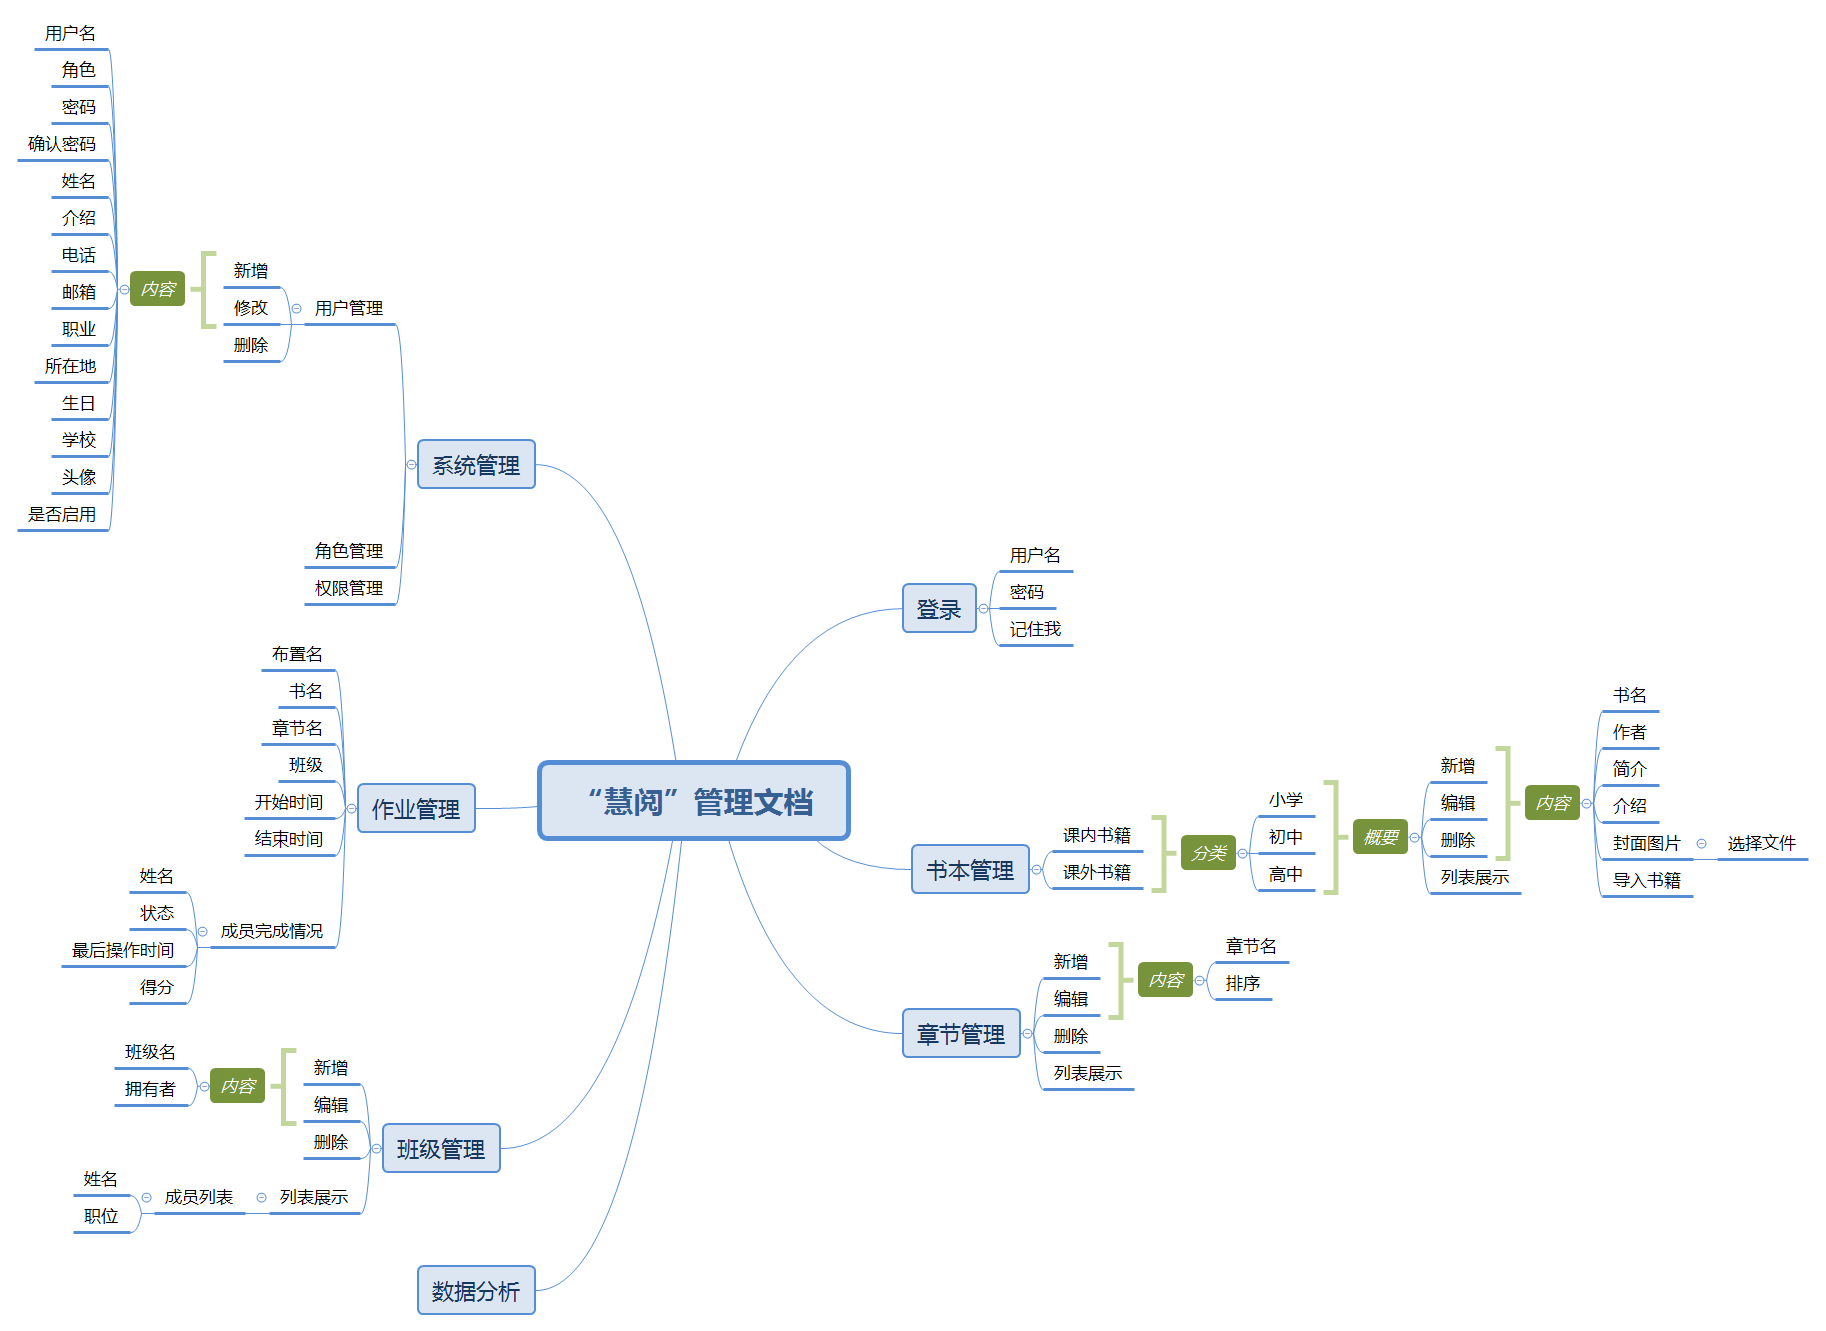 “慧阅”管理文档
登录
用户名
密码
记住我
书本管理
课内书籍
课外书籍
分类
小学
初中
高中
概要
新增
编辑
删除
列表展示
内容
书名
作者
简介
介绍
封面图片
选择文件
导入书籍
章节管理
新增
编辑
删除
列表展示
内容
章节名
排序
系统管理
用户管理
新增
修改
删除
内容
用户名
角色
密码
确认密码
姓名
介绍
电话
邮箱
职业
所在地
生日
学校
头像
是否启用
角色管理
权限管理
作业管理
布置名
书名
章节名
班级
开始时间
结束时间
成员完成情况
姓名
状态
最后操作时间
得分
班级管理
新增
编辑
删除
内容
班级名
拥有者
列表展示
成员列表
姓名
职位
数据分析